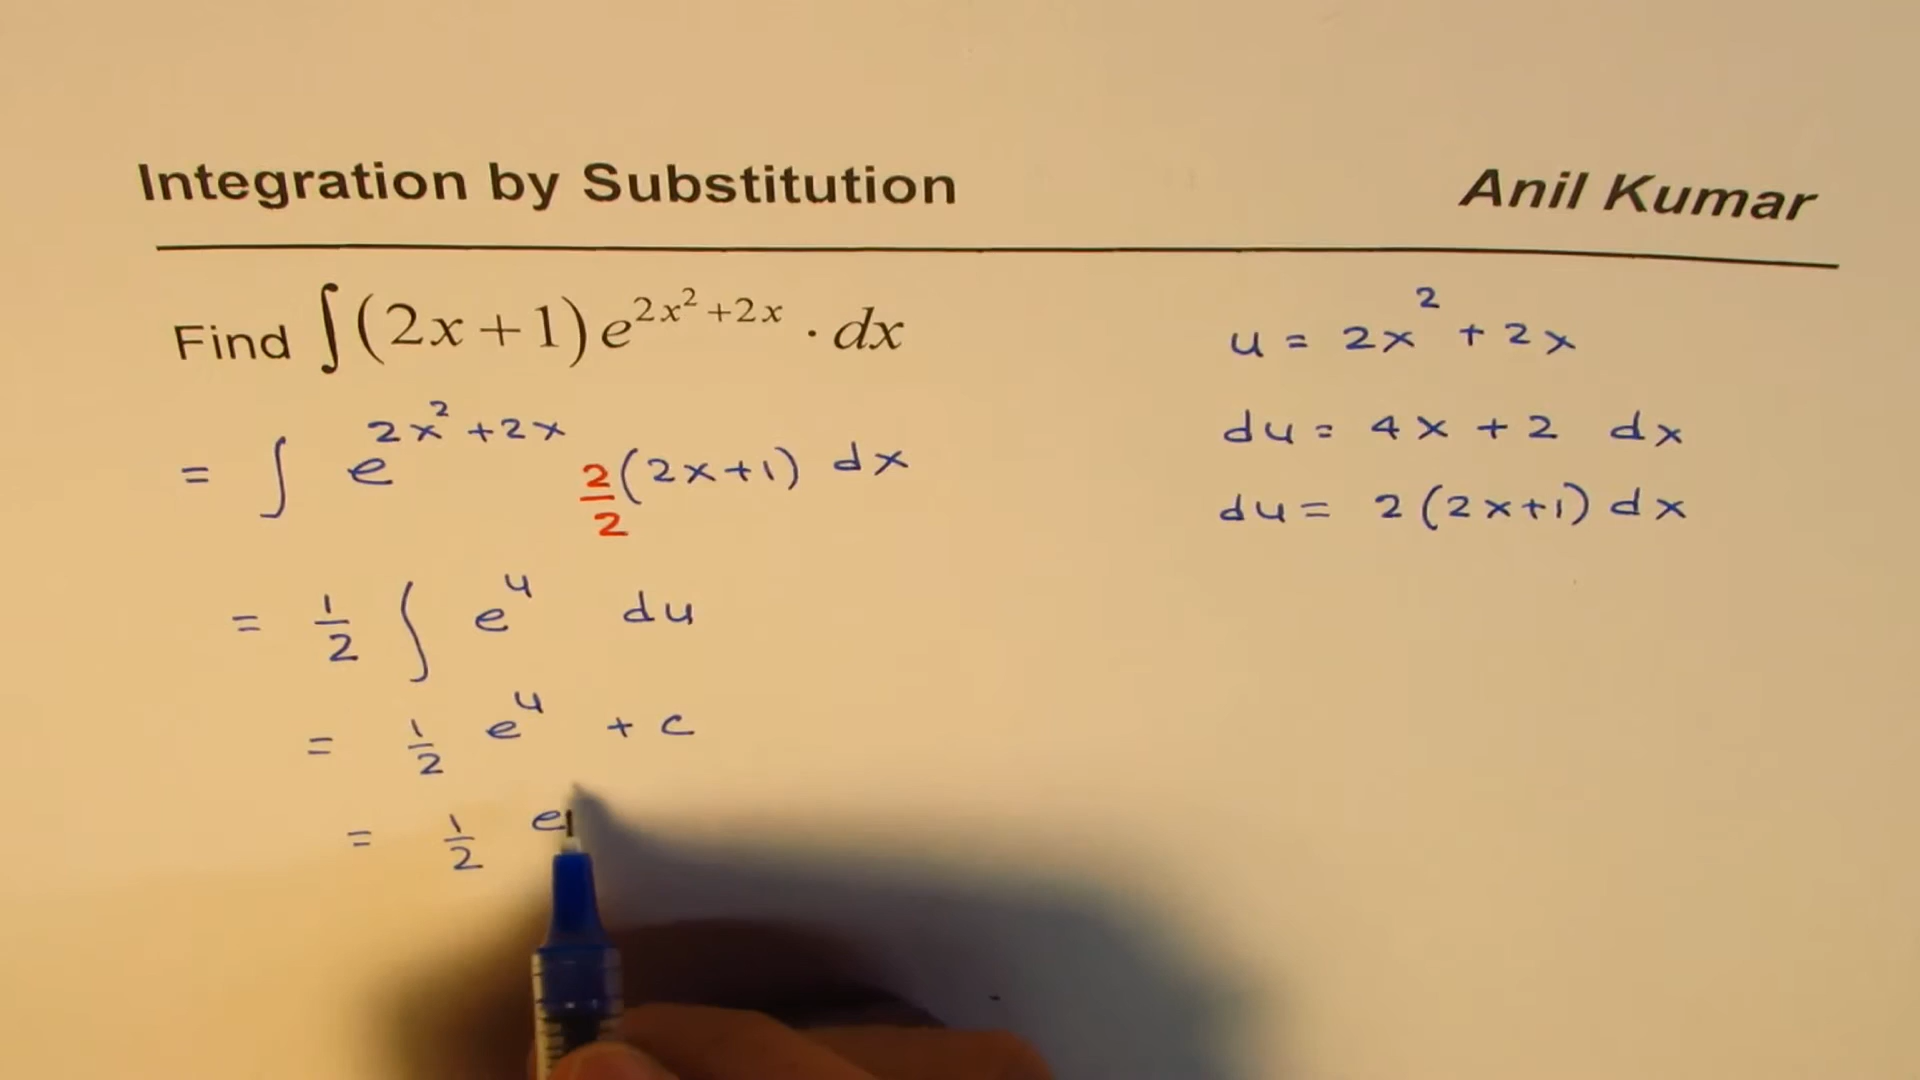 Integration by Substitution Anil Kumar
Find ∫(2x+1)e^{2x²+2x} · dx
= ∫ e^{2x²+2x} 2/2 (2x+1) dx
= 1/2 ∫ e^u du
= 1/2 e^u + c
= 1/2 e
u = 2x² + 2x
du = 4x + 2 dx
du = 2(2x+1) dx